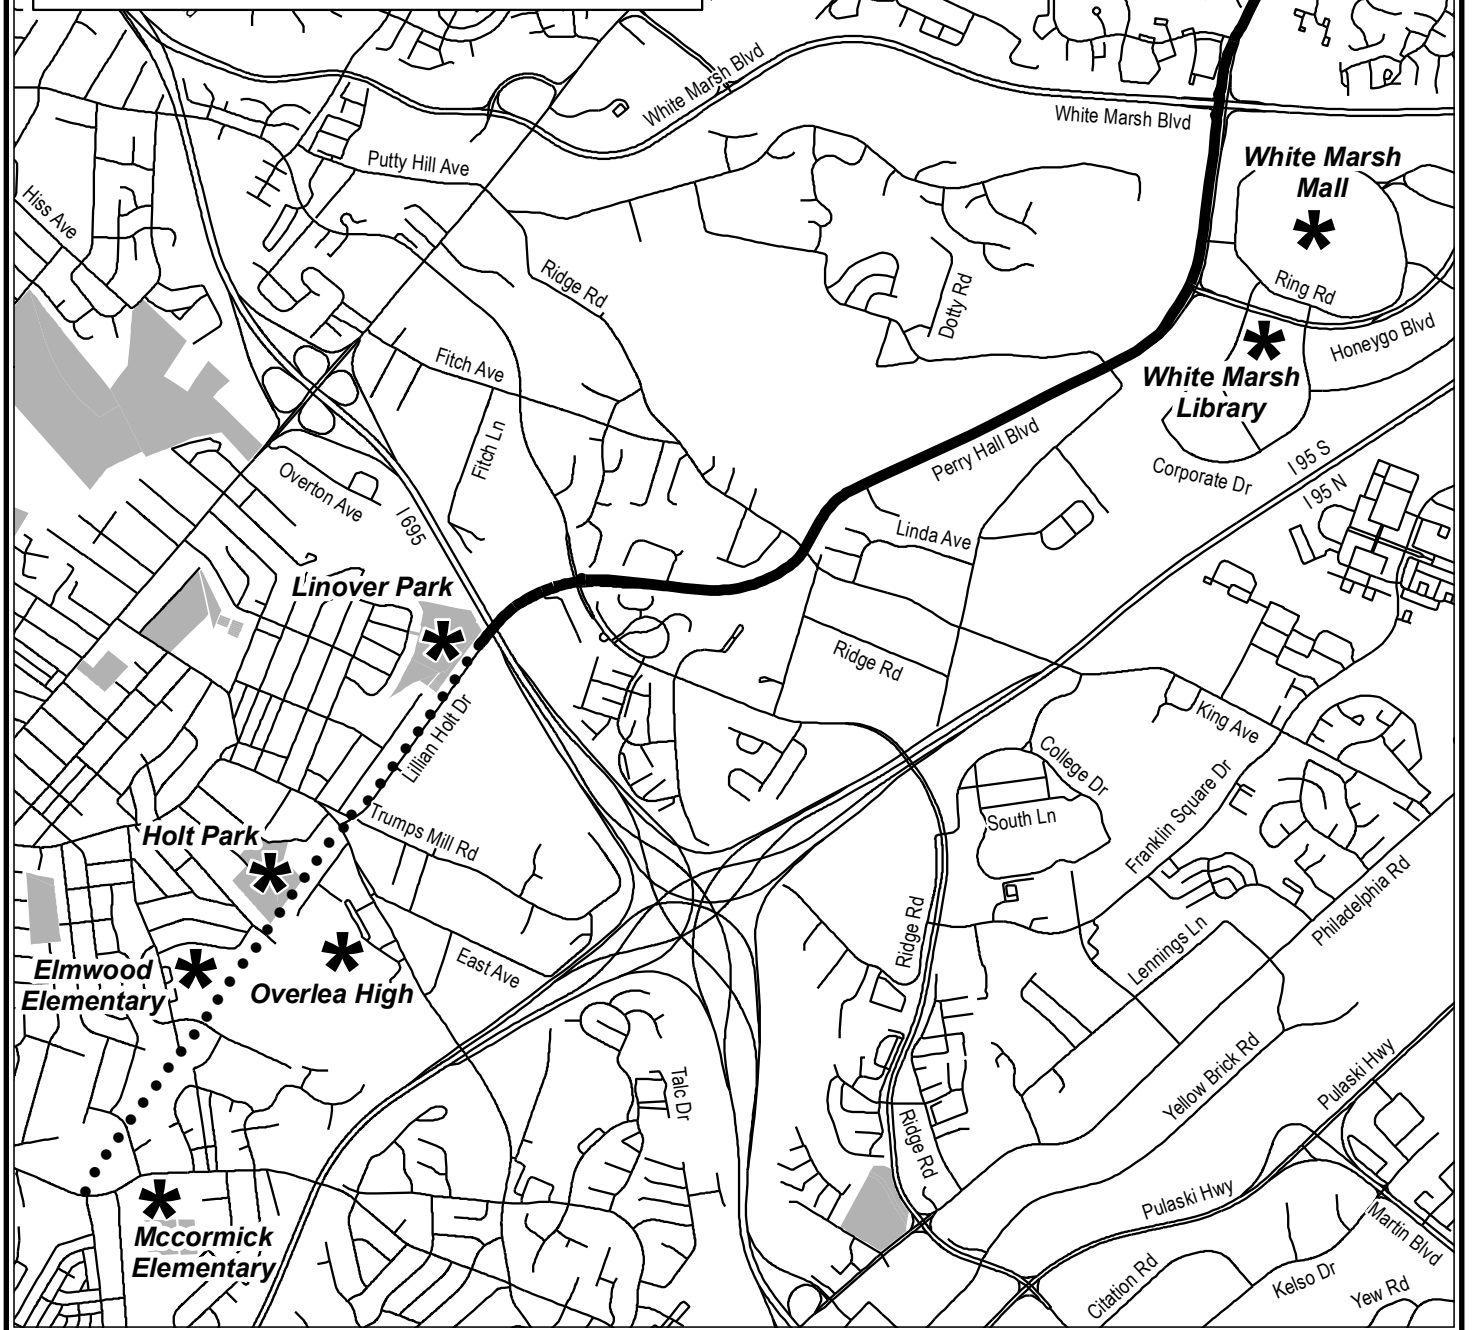 White Marsh Blvd
White Marsh Blvd
White Marsh
Mall
Putty Hill Ave
Hiss Ave
Ridge Rd
Dotty Rd
Ring Rd
Honeygo Blvd
Fitch Ave
White Marsh
Library
Fitch Ln
Perry Hall Blvd
Overton Ave
I 695
Corporate Dr
I 95 S
I 95 N
Linda Ave
Linover Park
Ridge Rd
Lillian Holt Dr
King Ave
College Dr
South Ln
Franklin Square Dr
Trumps Mill Rd
Holt Park
Philadelphia Rd
Ridge Rd
Lennings Ln
East Ave
Elmwood
Elementary
Overlea High
Talc Dr
Yellow Brick Rd
Pulaski Hwy
Ridge Rd
Pulaski Hwy
Martin Blvd
Mccormick
Elementary
Citation Rd
Kelso Dr
Yew Rd